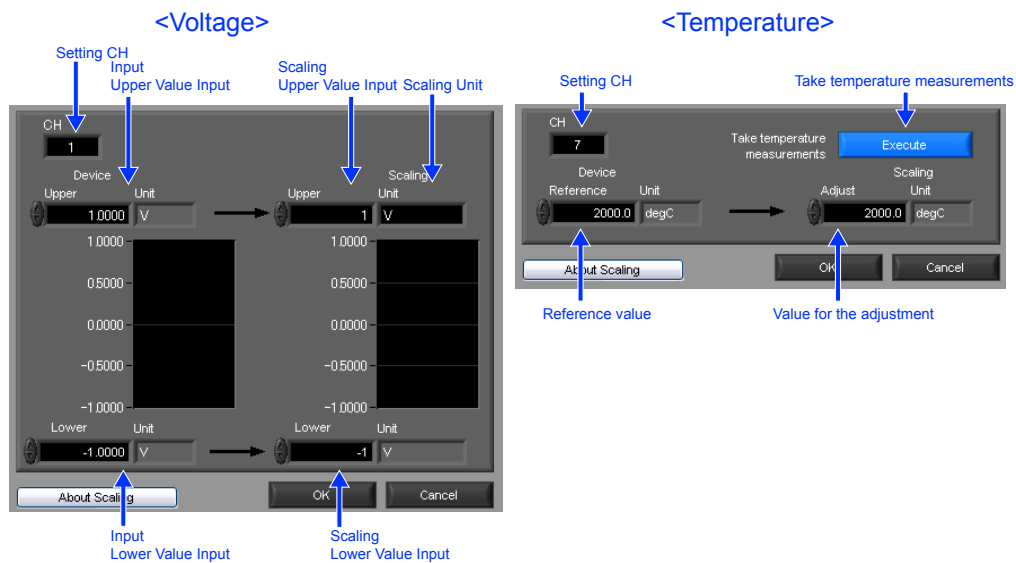 <Voltage>
Setting CH
Input
Upper Value Input
Scaling
Upper Value Input
Scaling Unit
CH
1
Device
Scaling
Upper
Unit
Upper
Unit
1.0000
V
1
V
1.0000
1.0000
0.5000
0.5000
0.0000
0.0000
-0.5000
-0.5000
-1.0000
-1.0000
Lower
Unit
Lower
Unit
-1.0000
V
-1
V
About Scaling
OK
Cancel
Input
Lower Value Input
Scaling
Lower Value Input
<Temperature>
Setting CH
Take temperature measurements
CH
7
Take temperature
measurements
Execute
Device
Scaling
Reference
Unit
Adjust
Unit
2000.0
degC
2000.0
degC
About Scaling
OK
Cancel
Reference value
Value for the adjustment